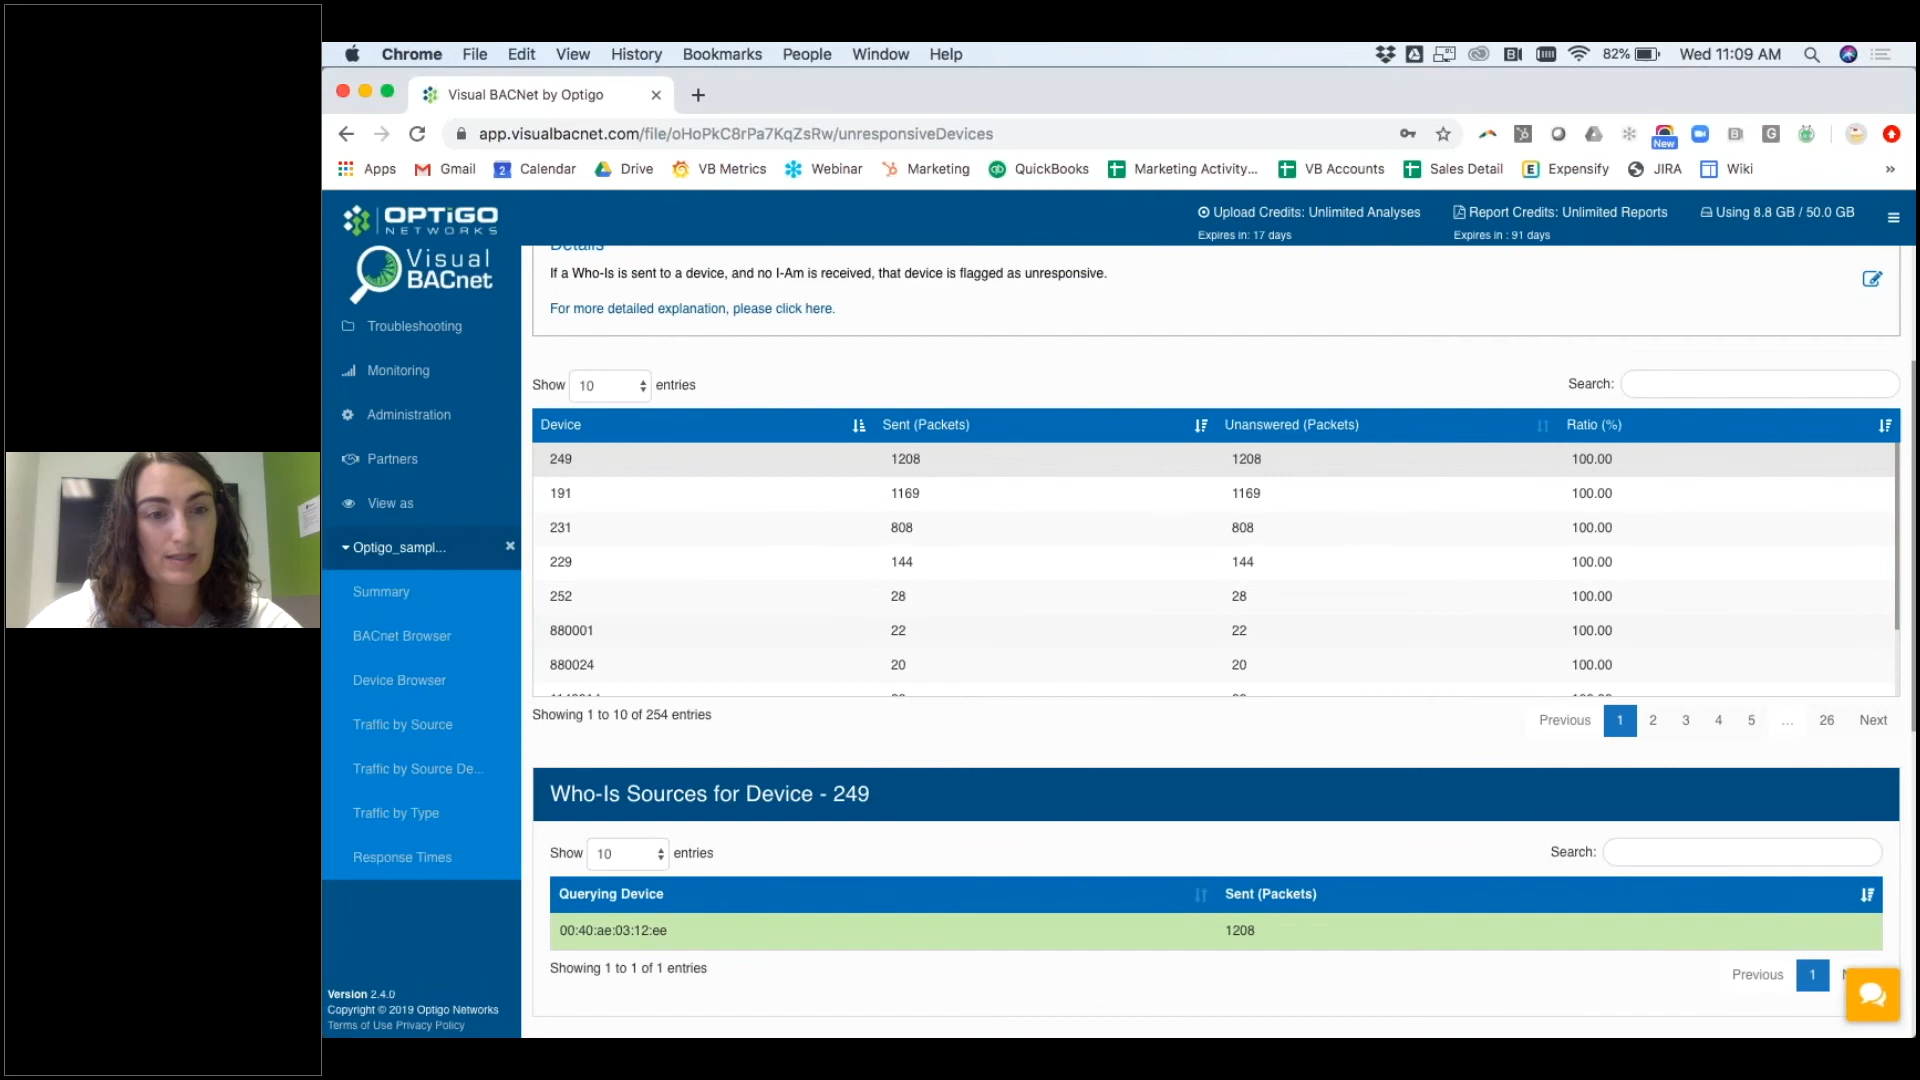 Chrome File Edit View History Bookmarks People Window Help 82% Wed 11:09 AM
Visual BACNet by Optigo
app.visualbacnet.com/file/oHoPkC8rPa7KqZsRw/unresponsiveDevices
New
Apps Gmail Calendar Drive VB Metrics Webinar Marketing QuickBooks Marketing Activity... VB Accounts Sales Detail Expensify JIRA Wiki »
OPTiGO
NETWORKS
Upload Credits: Unlimited Analyses Report Credits: Unlimited Reports Using 8.8 GB / 50.0 GB
Expires in: 17 days Expires in : 91 days
Visual
BACnet
Troubleshooting
Monitoring
Administration
Partners
View as
Optigo_sampl...
Summary
BACnet Browser
Device Browser
Traffic by Source
Traffic by Source De...
Traffic by Type
Response Times
Version 2.4.0
Copyright © 2019 Optigo Networks
Terms of Use Privacy Policy
Details
If a Who-Is is sent to a device, and no I-Am is received, that device is flagged as unresponsive.
For more detailed explanation, please click here.
Show 10 entries Search:
Device Sent (Packets) Unanswered (Packets) Ratio (%)
249 1208 1208 100.00
191 1169 1169 100.00
231 808 808 100.00
229 144 144 100.00
252 28 28 100.00
880001 22 22 100.00
880024 20 20 100.00
Showing 1 to 10 of 254 entries
Previous 1 2 3 4 5 ... 26 Next
Who-Is Sources for Device - 249
Show 10 entries Search:
Querying Device Sent (Packets)
00:40:ae:03:12:ee 1208
Showing 1 to 1 of 1 entries
Previous 1